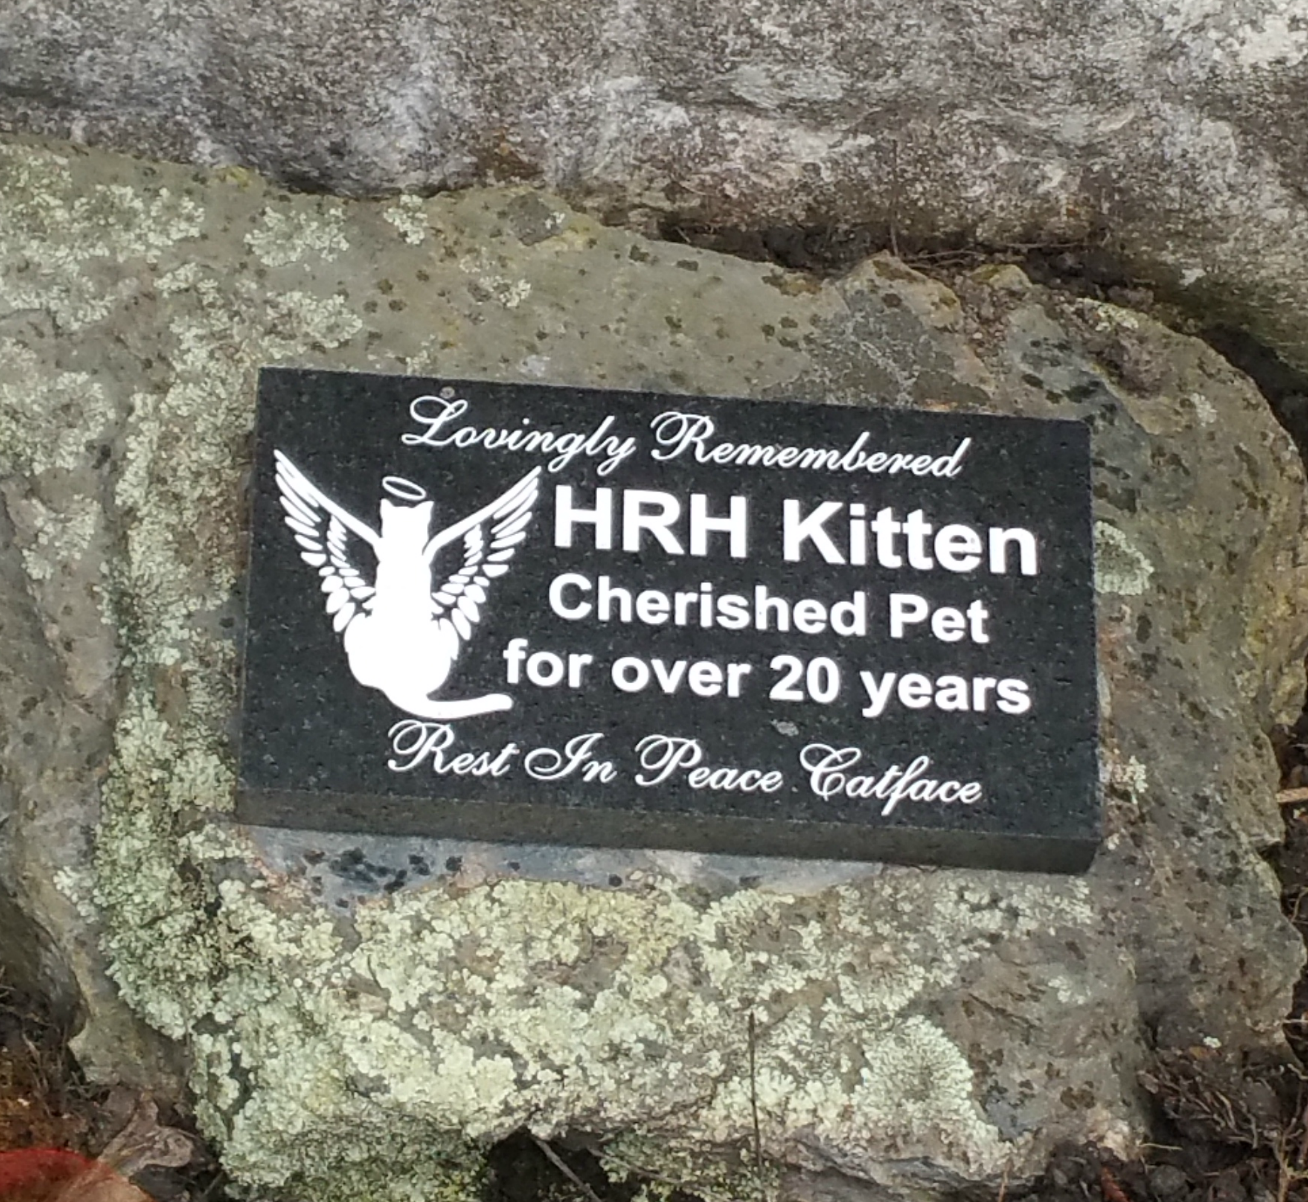 Lovingly Remembered
HRH Kitten
Cherished Pet
for over 20 years
Rest In Peace Catface